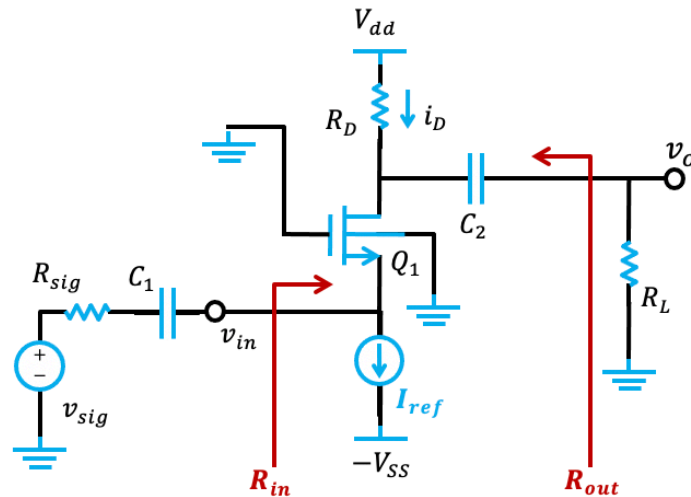 V_dd
R_D
i_D
v_o
C_2
Q_1
R_sig
C_1
R_L
v_in
+
−
v_sig
I_ref
−V_SS
R_in
R_out